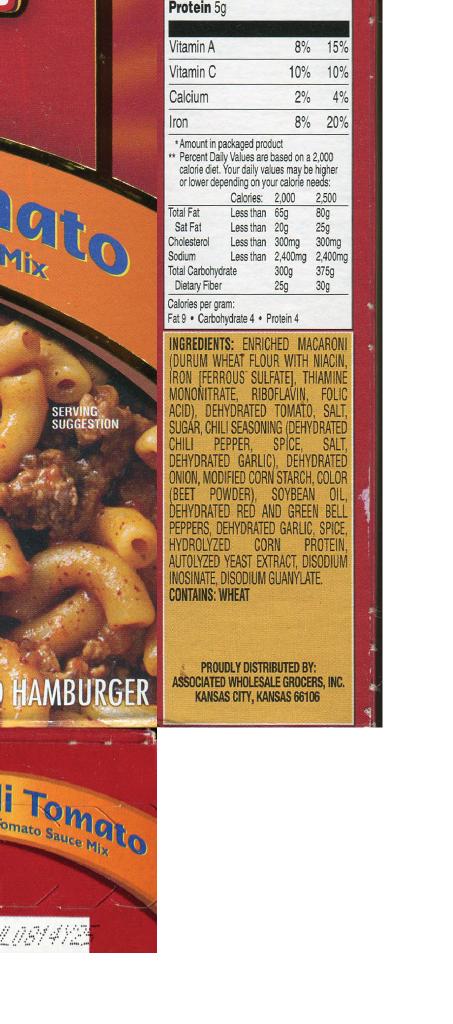 Protein 5g
Vitamin A 8% 15%
Vitamin C 10% 10%
Calcium 2% 4%
Iron 8% 20%
*Amount in packaged product
** Percent Daily Values are based on a 2,000
calorie diet. Your daily values may be higher
or lower depending on your calorie needs:
Calories: 2,000 2,500
Total Fat Less than 65g 80g
Sat Fat Less than 20g 25g
Cholesterol Less than 300mg 300mg
Sodium Less than 2,400mg 2,400mg
Total Carbohydrate 300g 375g
Dietary Fiber 25g 30g
Calories per gram:
Fat 9 • Carbohydrate 4 • Protein 4
ato
Mix
SERVING
SUGGESTION
HAMBURGER
INGREDIENTS: ENRICHED MACARONI
(DURUM WHEAT FLOUR WITH NIACIN,
IRON [FERROUS SULFATE], THIAMINE
MONONITRATE, RIBOFLAVIN, FOLIC
ACID), DEHYDRATED TOMATO, SALT,
SUGAR, CHILI SEASONING (DEHYDRATED
CHILI PEPPER, SPICE, SALT,
DEHYDRATED GARLIC), DEHYDRATED
ONION, MODIFIED CORN STARCH, COLOR
(BEET POWDER), SOYBEAN OIL,
DEHYDRATED RED AND GREEN BELL
PEPPERS, DEHYDRATED GARLIC, SPICE,
HYDROLYZED CORN PROTEIN,
AUTOLYZED YEAST EXTRACT, DISODIUM
INOSINATE, DISODIUM GUANYLATE.
CONTAINS: WHEAT
PROUDLY DISTRIBUTED BY:
ASSOCIATED WHOLESALE GROCERS, INC.
KANSAS CITY, KANSAS 66106
li Tomato
Tomato Sauce Mix